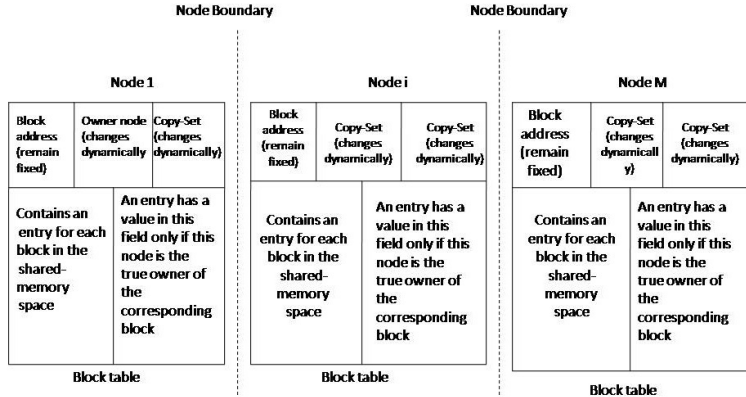 Node Boundary
Node Boundary
Node 1
Block
address
{remain
fixed}
Owner node
{changes
dynamically
Copy-Set
{changes
dynamically}
Contains an
entry for each
block in the
shared-
memory
space
An entry has a
value in this
field only if this
node is the
true owner of
the
corresponding
block
Block table
Node i
Block
address
{remain
fixed}
Copy-Set
{changes
dynamically}
Copy-Set
{changes
dynamically}
Contains an
entry for each
block in the
shared-
memory
space
An entry has a
value in this
field only if this
node is the
true owner of
the
corresponding
block
Block table
Node M
Block
address
(remain
fixed)
Copy-Set
{changes
dynamicall
y}
Copy-Set
{changes
dynamically}
Contains an
entry for each
block in the
shared-
memory
space
An entry has a
value in this
field only if this
node is the
true owner of
the
corresponding
block
Block table